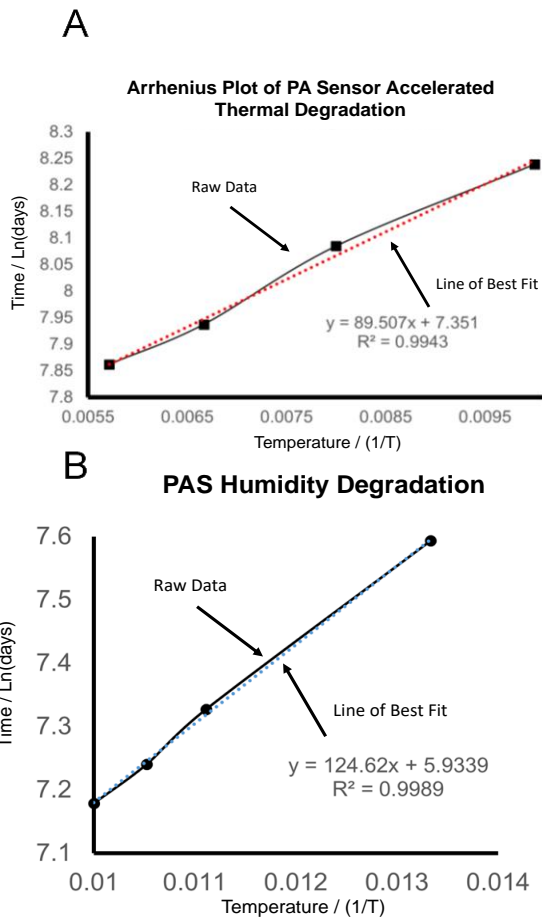 A
Arrhenius Plot of PA Sensor Accelerated
Thermal Degradation
8.3
8.25
8.2
8.15
8.1
8.05
8
7.95
7.9
7.85
7.8
Time / Ln(days)
Raw Data
Line of Best Fit
y = 89.507x + 7.351
R² = 0.9943
0.0055 0.0065 0.0075 0.0085 0.0095
Temperature / (1/T)
B
PAS Humidity Degradation
7.6
7.5
7.4
7.3
7.2
7.1
Time / Ln(days)
Raw Data
Line of Best Fit
y = 124.62x + 5.9339
R² = 0.9989
0.01 0.011 0.012 0.013 0.014
Temperature / (1/T)